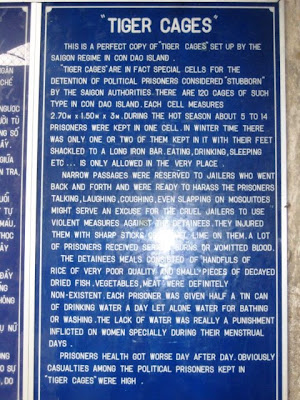 "TIGER CAGES"
THIS IS A PERFECT COPY OF "TIGER CAGES" SET UP BY THE
SAIGON REGIME IN CON DAO ISLAND .
"TIGER CAGES" ARE IN FACT SPECIAL CELLS FOR THE
DETENTION OF POLITICAL PRISONERS CONSIDERED "STUBBORN"
BY THE SAIGON AUTHORITIES. THERE ARE 120 CAGES OF SUCH
TYPE IN CON DAO ISLAND . EACH CELL MEASURES
2.70M x 1.50M x 3M. DURING THE HOT SEASON ABOUT 5 TO 14
PRISONERS WERE KEPT IN ONE CELL. IN WINTER TIME THERE
WAS ONLY ONE OR TWO OF THEM KEPT IN IT WITH THEIR FEET
SHACKLED TO A LONG IRON BAR. EATING, DRINKING, SLEEPING
ETC ... IS ONLY ALLOWED IN THE VERY PLACE .
NARROW PASSAGES WERE RESERVED TO JAILERS WHO WENT
BACK AND FORTH AND WERE READY TO HARASS THE PRISONERS
TALKING, LAUGHING, COUGHING, EVEN SLAPPING ON MOSQUITOES
MIGHT SERVE AN EXCUSE FOR THE CRUEL JAILERS TO USE
VIOLENT MEASURES AGAINST THE DETAINEES. THEY INJURED
THEM WITH SHARP STICKS LIME ON THEM. A LOT
OF PRISONERS RECEIVED BURNS OR VOMITTED BLOOD.
THE DETAINEES MEALS CONSISTED OF HANDFULS OF
RICE OF VERY POOR QUALITY AND SMALL PIECES OF DECAYED
DRIED FISH. VEGETABLES, MEAT WERE DEFINITELY
NON-EXISTENT. EACH PRISONER WAS GIVEN HALF A TIN CAN
OF DRINKING WATER A DAY LET ALONE WATER FOR BATHING
OR WASHING. THE LACK OF WATER WAS REALLY A PUNISHMENT
INFLICTED ON WOMEN SPECIALLY DURING THEIR MENSTRUAL
DAYS .
PRISONERS HEALTH GOT WORSE DAY AFTER DAY. OBVIOUSLY
CASUALTIES AMONG THE POLITICAL PRISONERS KEPT IN
"TIGER CAGES" WERE HIGH .